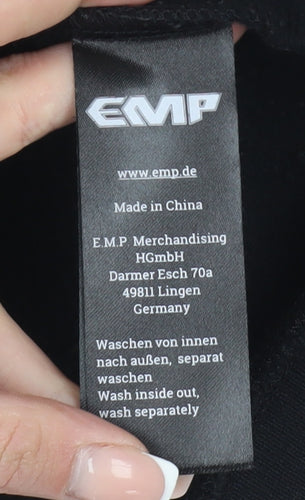 EMP
www.emp.de
Made in China
E.M.P Merchandising
HGmbH
Darmer Esch 70a
49811 Lingen
Germany
Waschen von innen
nach außen, separat
waschen
Wash inside out,
wash separately